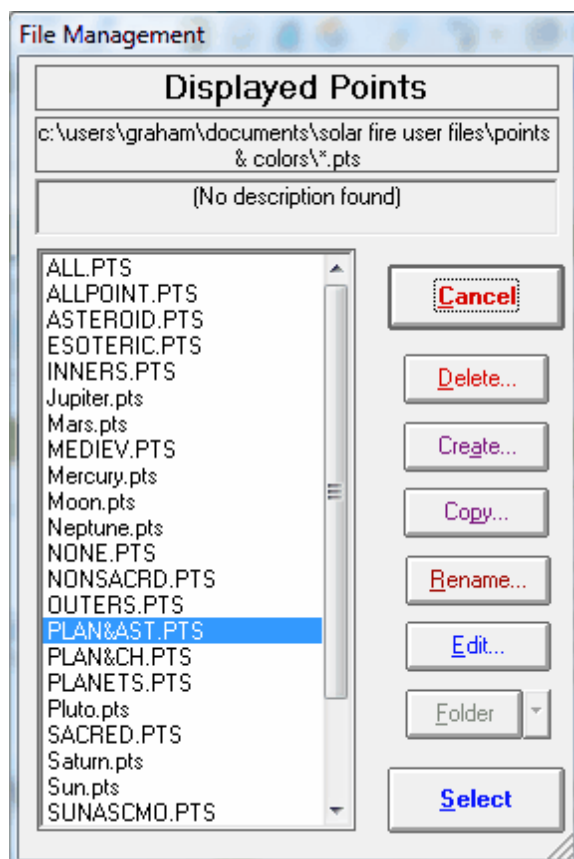 File Management
Displayed Points
c:\users\graham\documents\solar fire user files\points
& colors\*.pts
(No description found)
ALL.PTS
ALLPOINT.PTS
ASTEROID.PTS
ESOTERIC.PTS
INNERS.PTS
Jupiter.pts
Mars.pts
MEDIEV.PTS
Mercury.pts
Moon.pts
Neptune.pts
NONE.PTS
NONSACRD.PTS
OUTERS.PTS
PLAN&AST.PTS
PLAN&CH.PTS
PLANETS.PTS
Pluto.pts
SACRED.PTS
Saturn.pts
Sun.pts
SUNASCMO.PTS
Cancel
Delete...
Create...
Copy...
Rename...
Edit...
Folder
Select